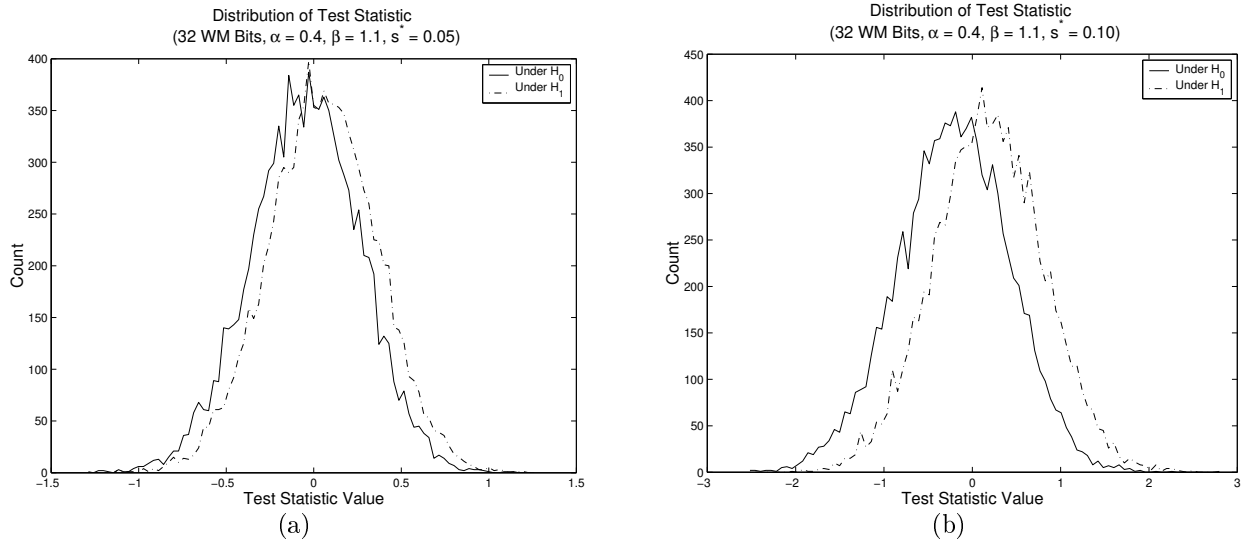 Distribution of Test Statistic
(32 WM Bits, α = 0.4, β = 1.1, s* = 0.05)
400
350
300
250
200
150
100
50
0
Count
Under H0
Under H1
−1.5 −1 −0.5 0 0.5 1 1.5
Test Statistic Value
(a)
Distribution of Test Statistic
(32 WM Bits, α = 0.4, β = 1.1, s* = 0.10)
450
400
350
300
250
200
150
100
50
0
Count
Under H0
Under H1
−3 −2 −1 0 1 2 3
Test Statistic Value
(b)